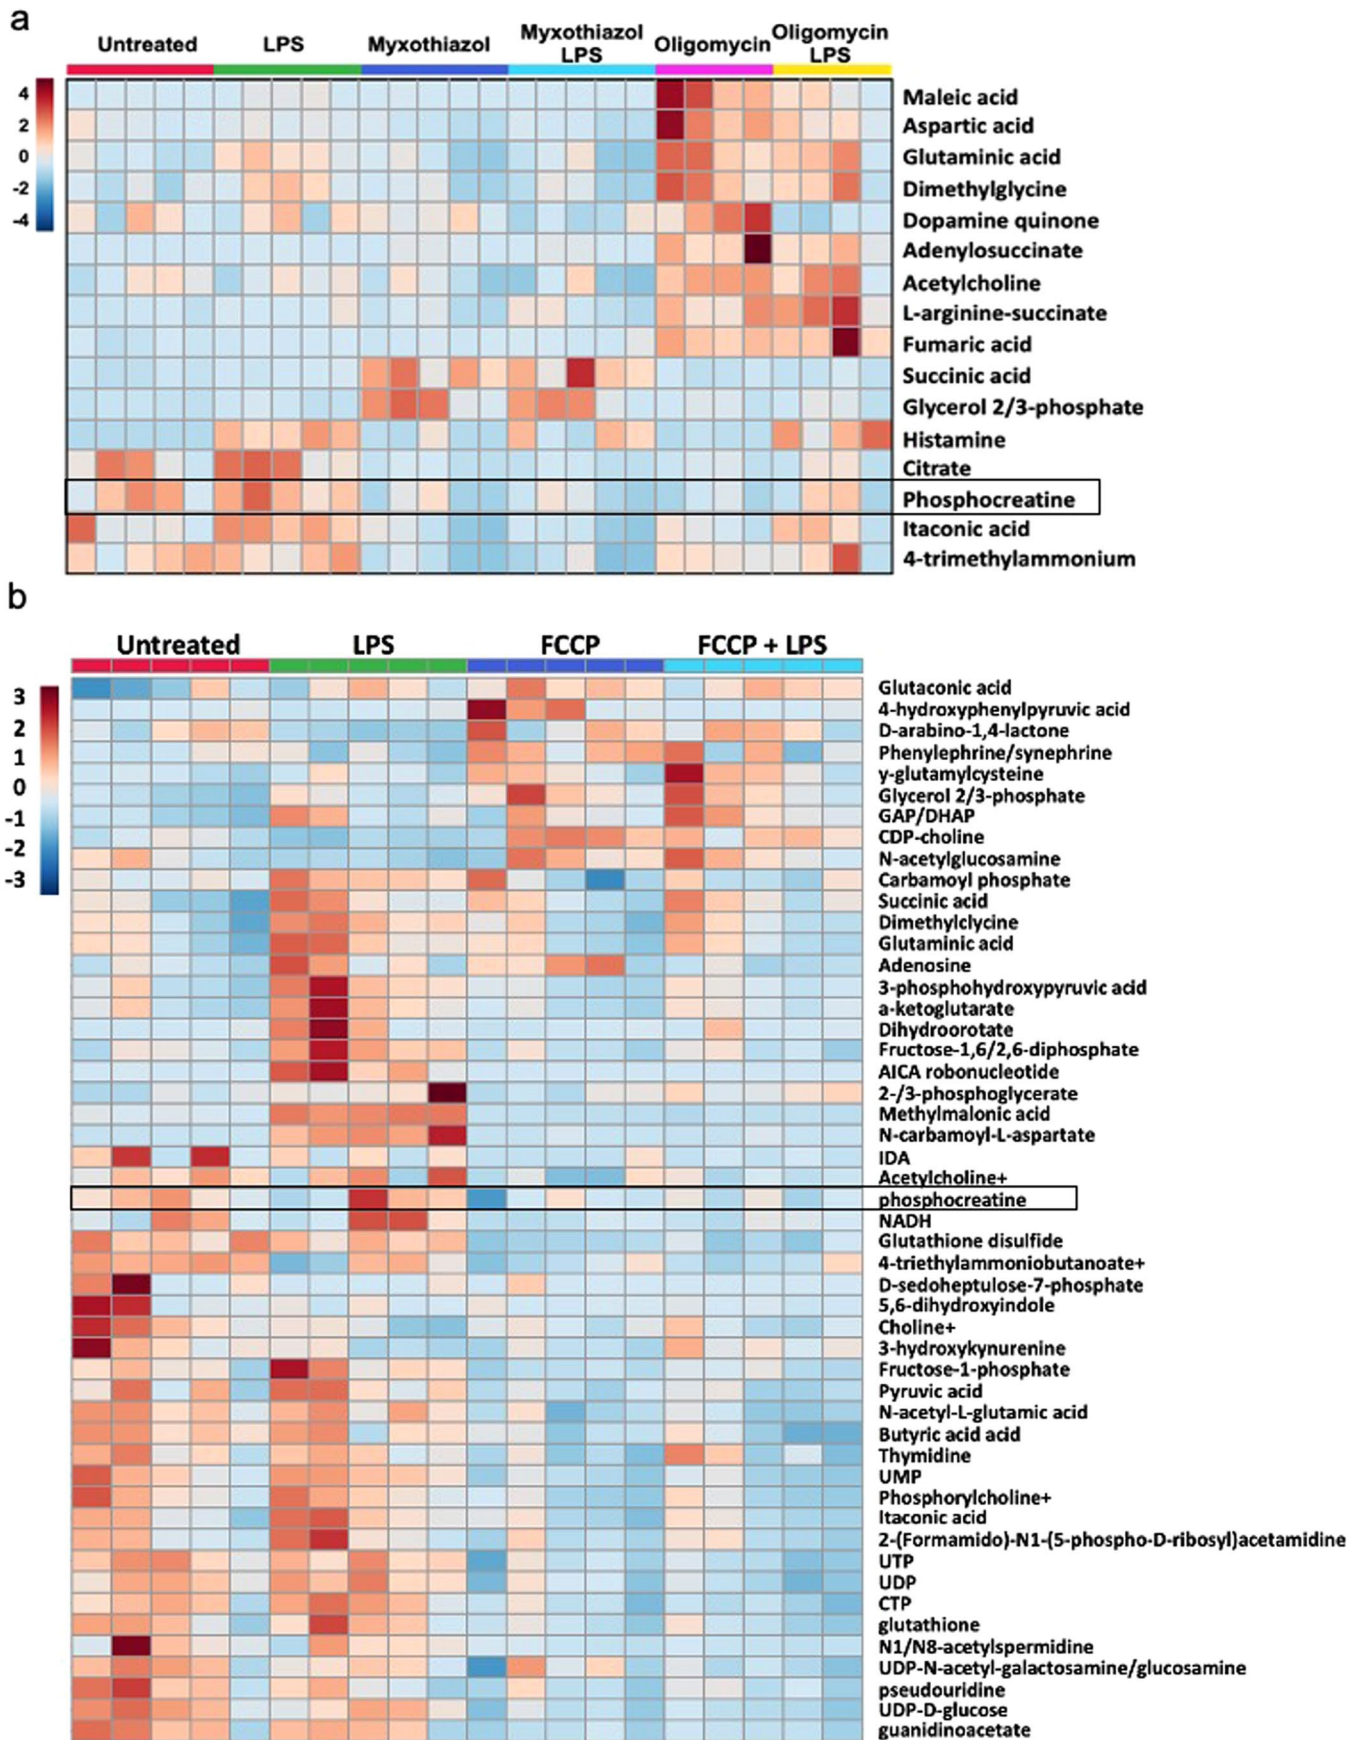 a
Untreated
LPS
Myxothiazol
Myxothiazol
LPS
Oligomycin
Oligomycin
LPS
4
2
0
-2
-4
Maleic acid
Aspartic acid
Glutaminic acid
Dimethylglycine
Dopamine quinone
Adenylosuccinate
Acetylcholine
L-arginine-succinate
Fumaric acid
Succinic acid
Glycerol 2/3-phosphate
Histamine
Citrate
Phosphocreatine
Itaconic acid
4-trimethylammonium
b
Untreated
LPS
FCCP
FCCP + LPS
3
2
1
0
-1
-2
-3
Glutaconic acid
4-hydroxyphenylpyruvic acid
D-arabino-1,4-lactone
Phenylephrine/synephrine
y-glutamylcysteine
Glycerol 2/3-phosphate
GAP/DHAP
CDP-choline
N-acetylglucosamine
Carbamoyl phosphate
Succinic acid
Dimethylclycine
Glutaminic acid
Adenosine
3-phosphohydroxypyruvic acid
a-ketoglutarate
Dihydroorotate
Fructose-1,6/2,6-diphosphate
AICA robonucleotide
2-/3-phosphoglycerate
Methylmalonic acid
N-carbamoyl-L-aspartate
IDA
Acetylcholine+
phosphocreatine
NADH
Glutathione disulfide
4-triethylammoniobutanoate+
D-sedoheptulose-7-phosphate
5,6-dihydroxyindole
Choline+
3-hydroxykynurenine
Fructose-1-phosphate
Pyruvic acid
N-acetyl-L-glutamic acid
Butyric acid acid
Thymidine
UMP
Phosphorylcholine+
Itaconic acid
2-(Formamido)-N1-(5-phospho-D-ribosyl)acetamidine
UTP
UDP
CTP
glutathione
N1/N8-acetylspermidine
UDP-N-acetyl-galactosamine/glucosamine
pseudouridine
UDP-D-glucose
guanidinoacetate